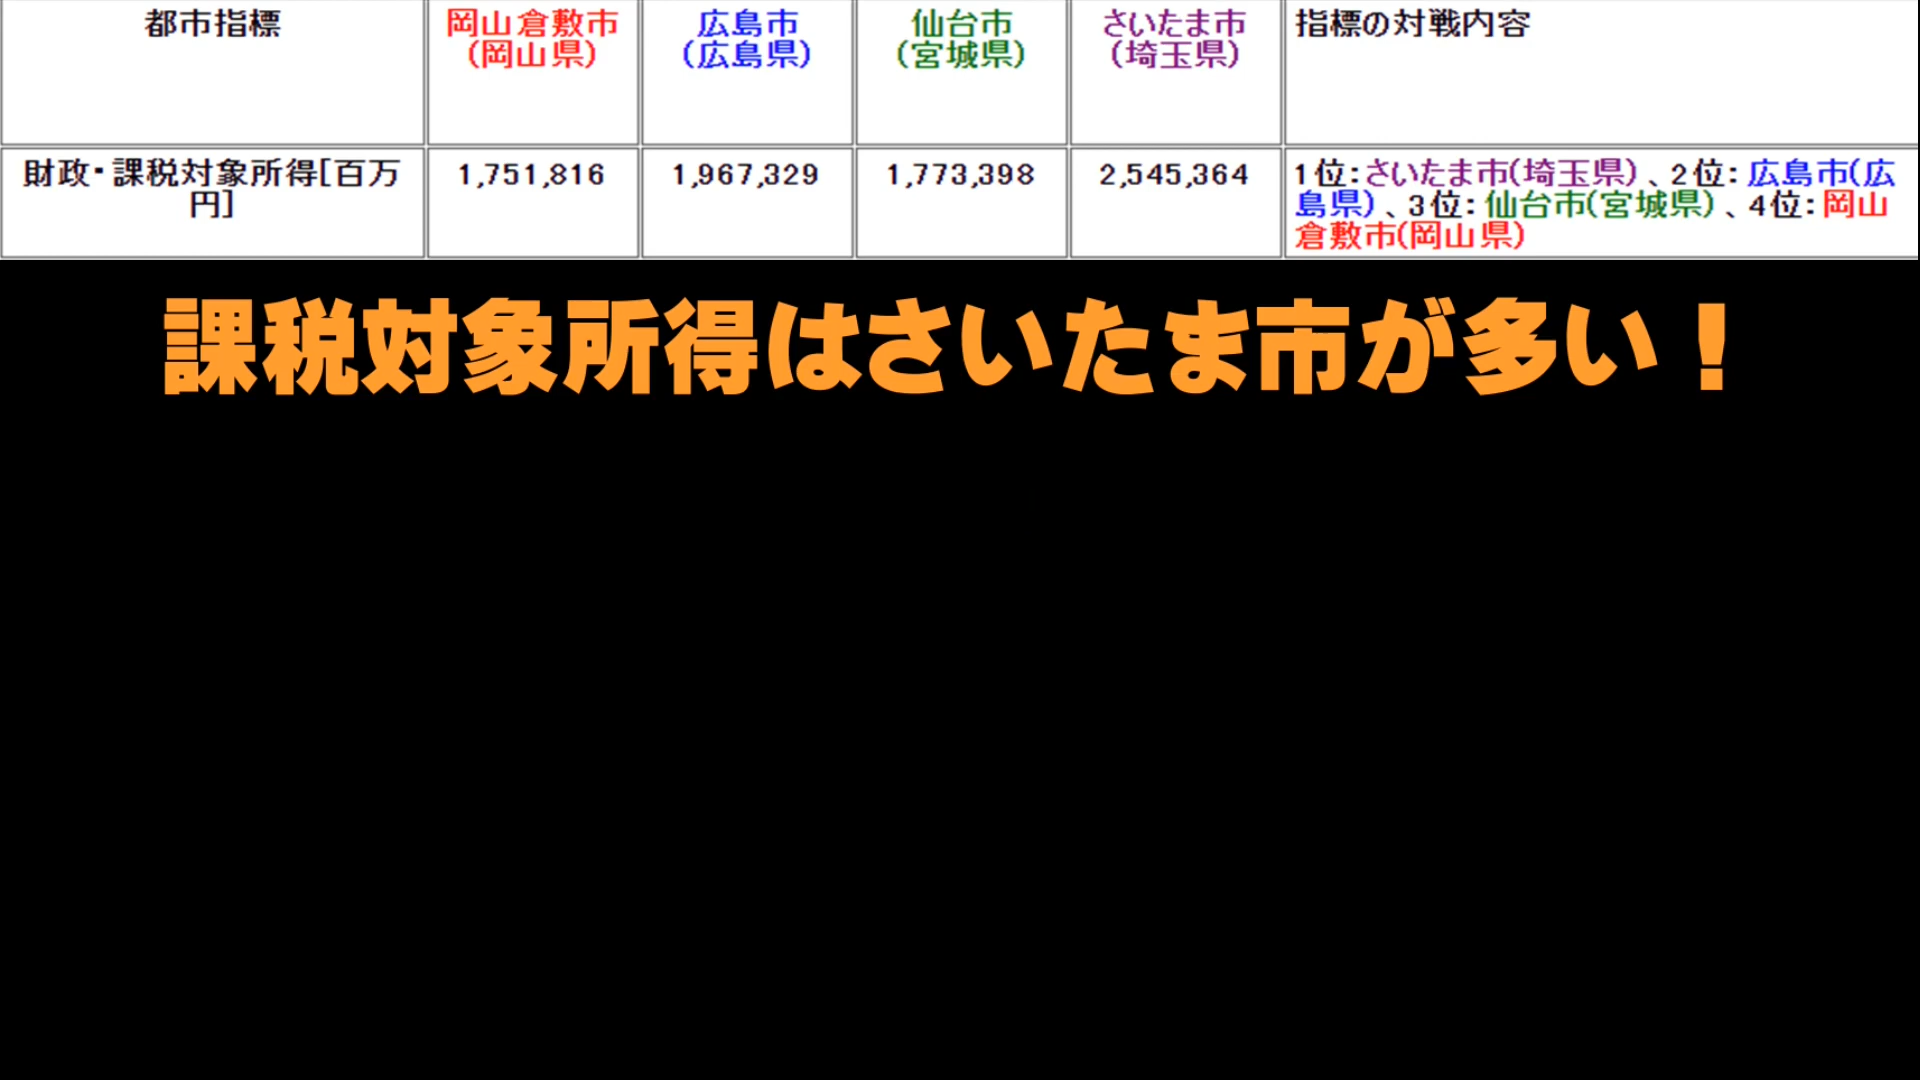 都市指標
岡山倉敷市
(岡山県)
広島市
(広島県)
仙台市
(宮城県)
さいたま市
(埼玉県)
指標の対戦内容
財政・課税対象所得[百万
円]
1,751,816
1,967,329
1,773,398
2,545,364
1位:さいたま市(埼玉県)、2位:広島市(広
島県)、3位:仙台市(宮城県)、4位:岡山
倉敷市(岡山県)
課税対象所得はさいたま市が多い！